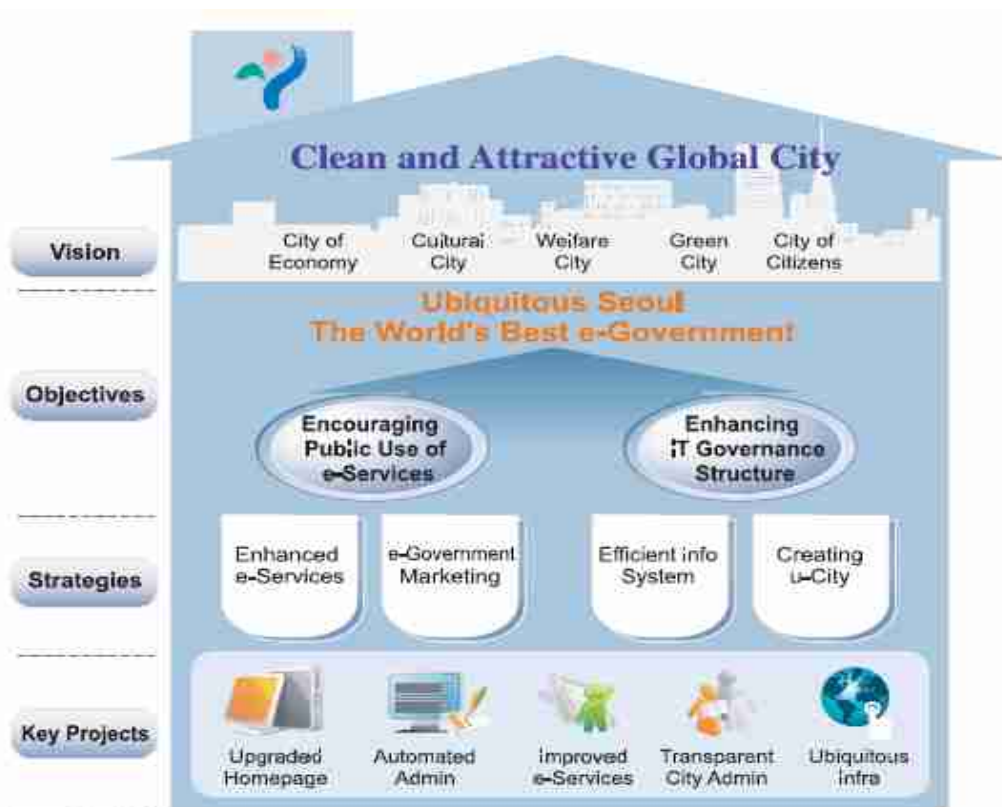 Clean and Attractive Global City
Vision
City of Economy
Cultural City
Welfare City
Green City
City of Citizens
Ubiquitous Seoul
The World's Best e-Government
Objectives
Encouraging
Public Use of
e-Services
Enhancing
IT Governance
Structure
Strategies
Enhanced
e-Services
e-Government
Marketing
Efficient info
System
Creating
u-City
Key Projects
Upgraded
Homepage
Automated
Admin
Improved
e-Services
Transparent
City Admin
Ubiquitous
Infra